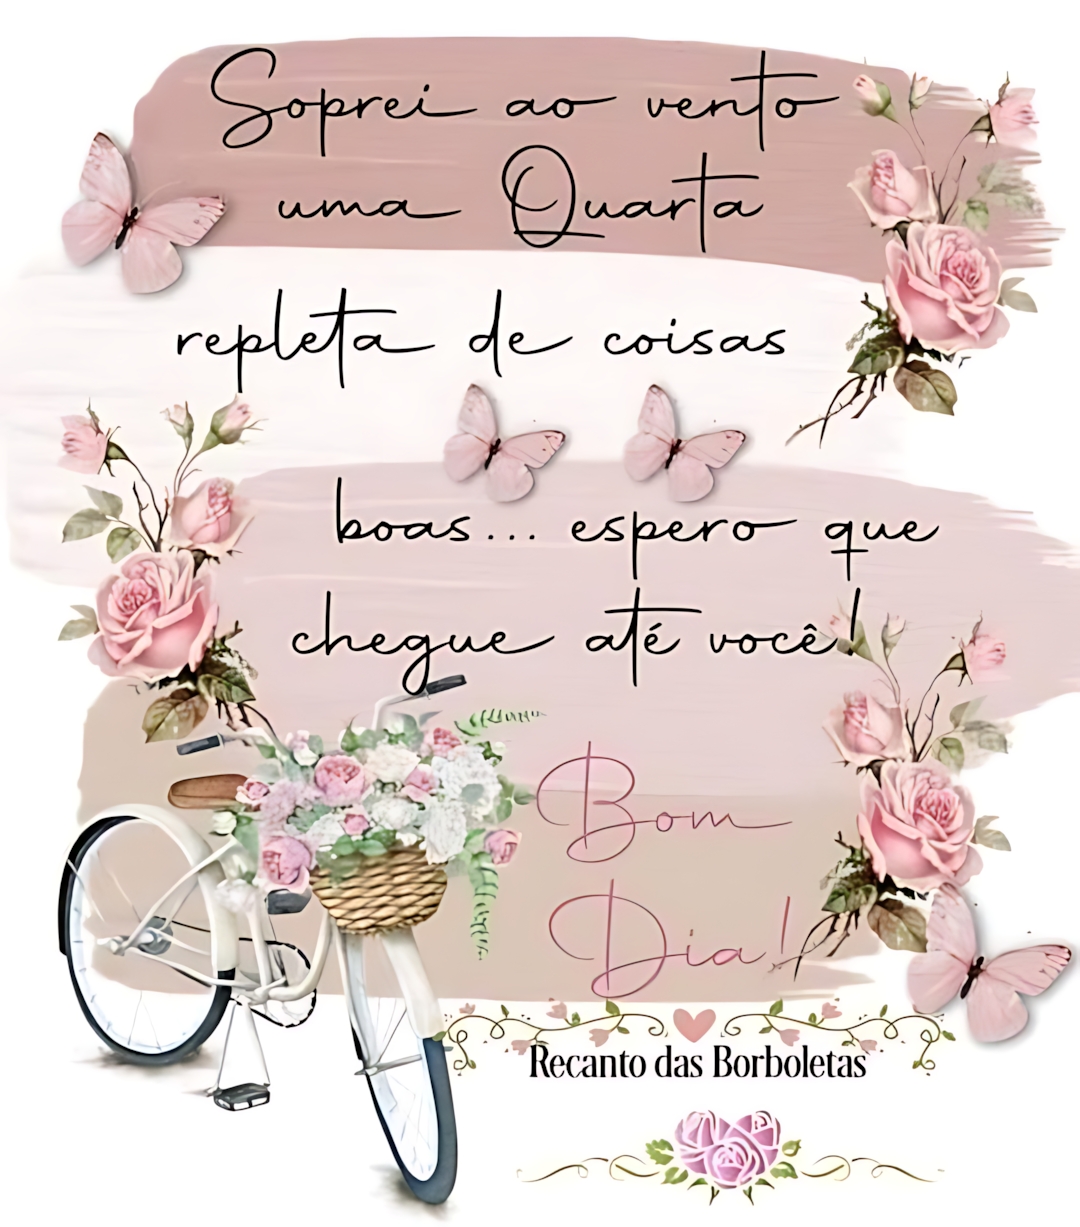 Soprei ao vento
uma Quarta
repleta de coisas
boas... espero que
chegue até você!
Bom
Dia!
Recanto das Borboletas